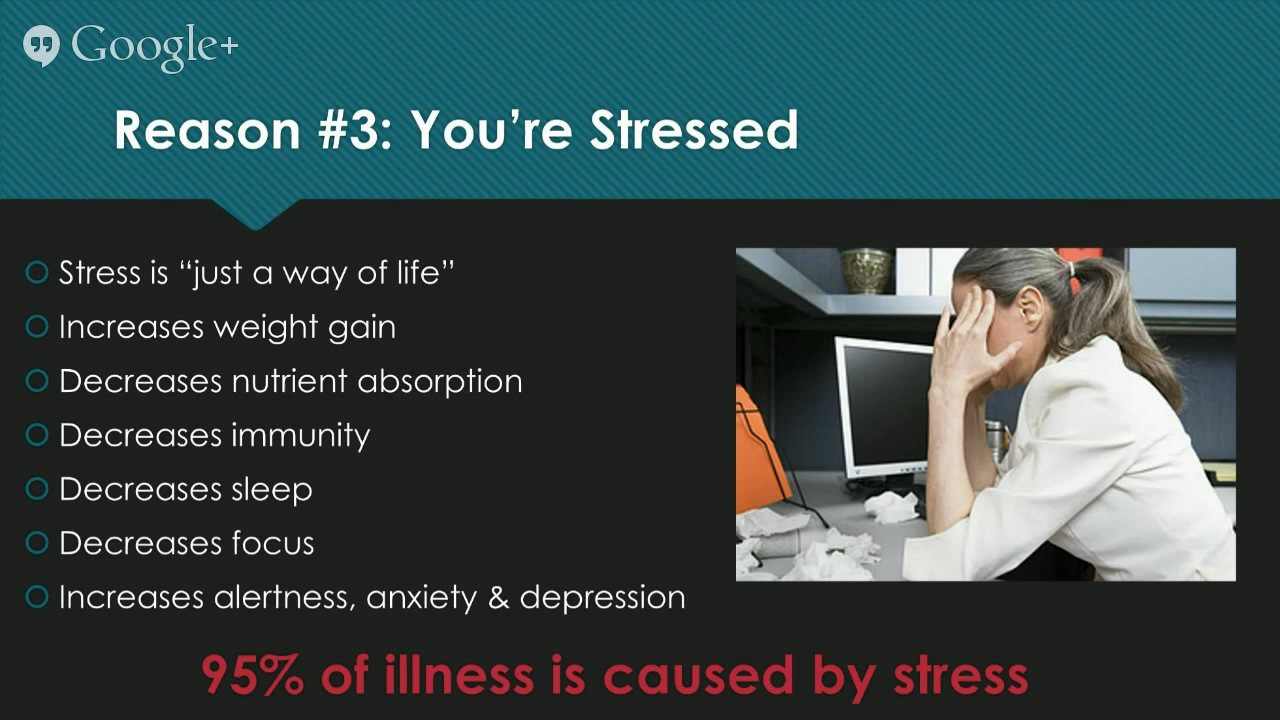 Google+
Reason #3: You’re Stressed
Stress is “just a way of life”
Increases weight gain
Decreases nutrient absorption
Decreases immunity
Decreases sleep
Decreases focus
Increases alertness, anxiety & depression
95% of illness is caused by stress